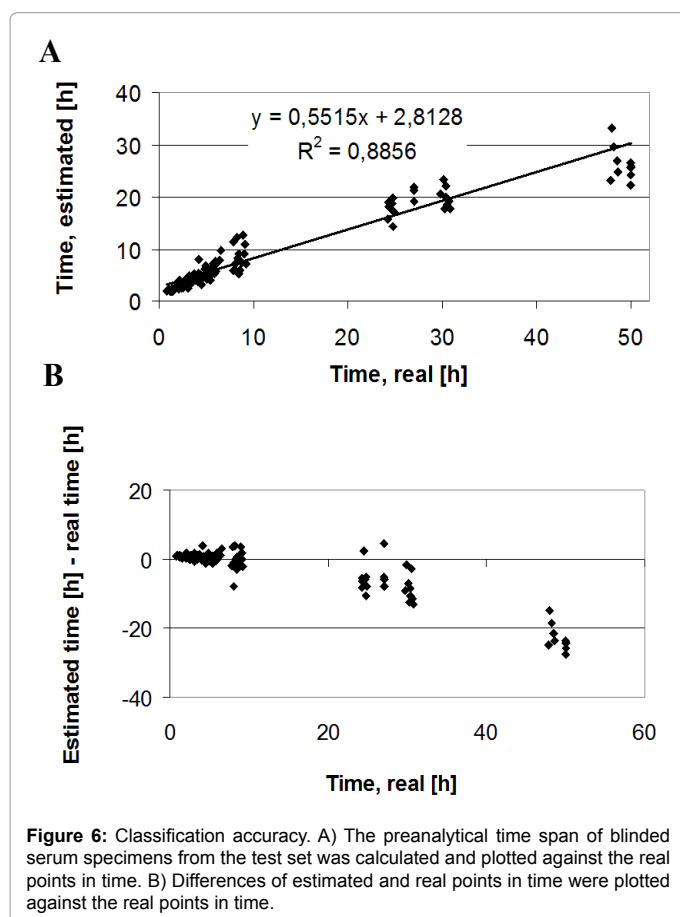 A
Time, estimated [h]
40
30
20
10
0
y = 0,5515x + 2,8128
R² = 0,8856
0 10 20 30 40 50
Time, real [h]
B
Estimated time [h] - real time [h]
20
0
-20
-40
0 20 40 60
Time, real [h]
Figure 6: Classification accuracy. A) The preanalytical time span of blinded
serum specimens from the test set was calculated and plotted against the real
points in time. B) Differences of estimated and real points in time were plotted
against the real points in time.